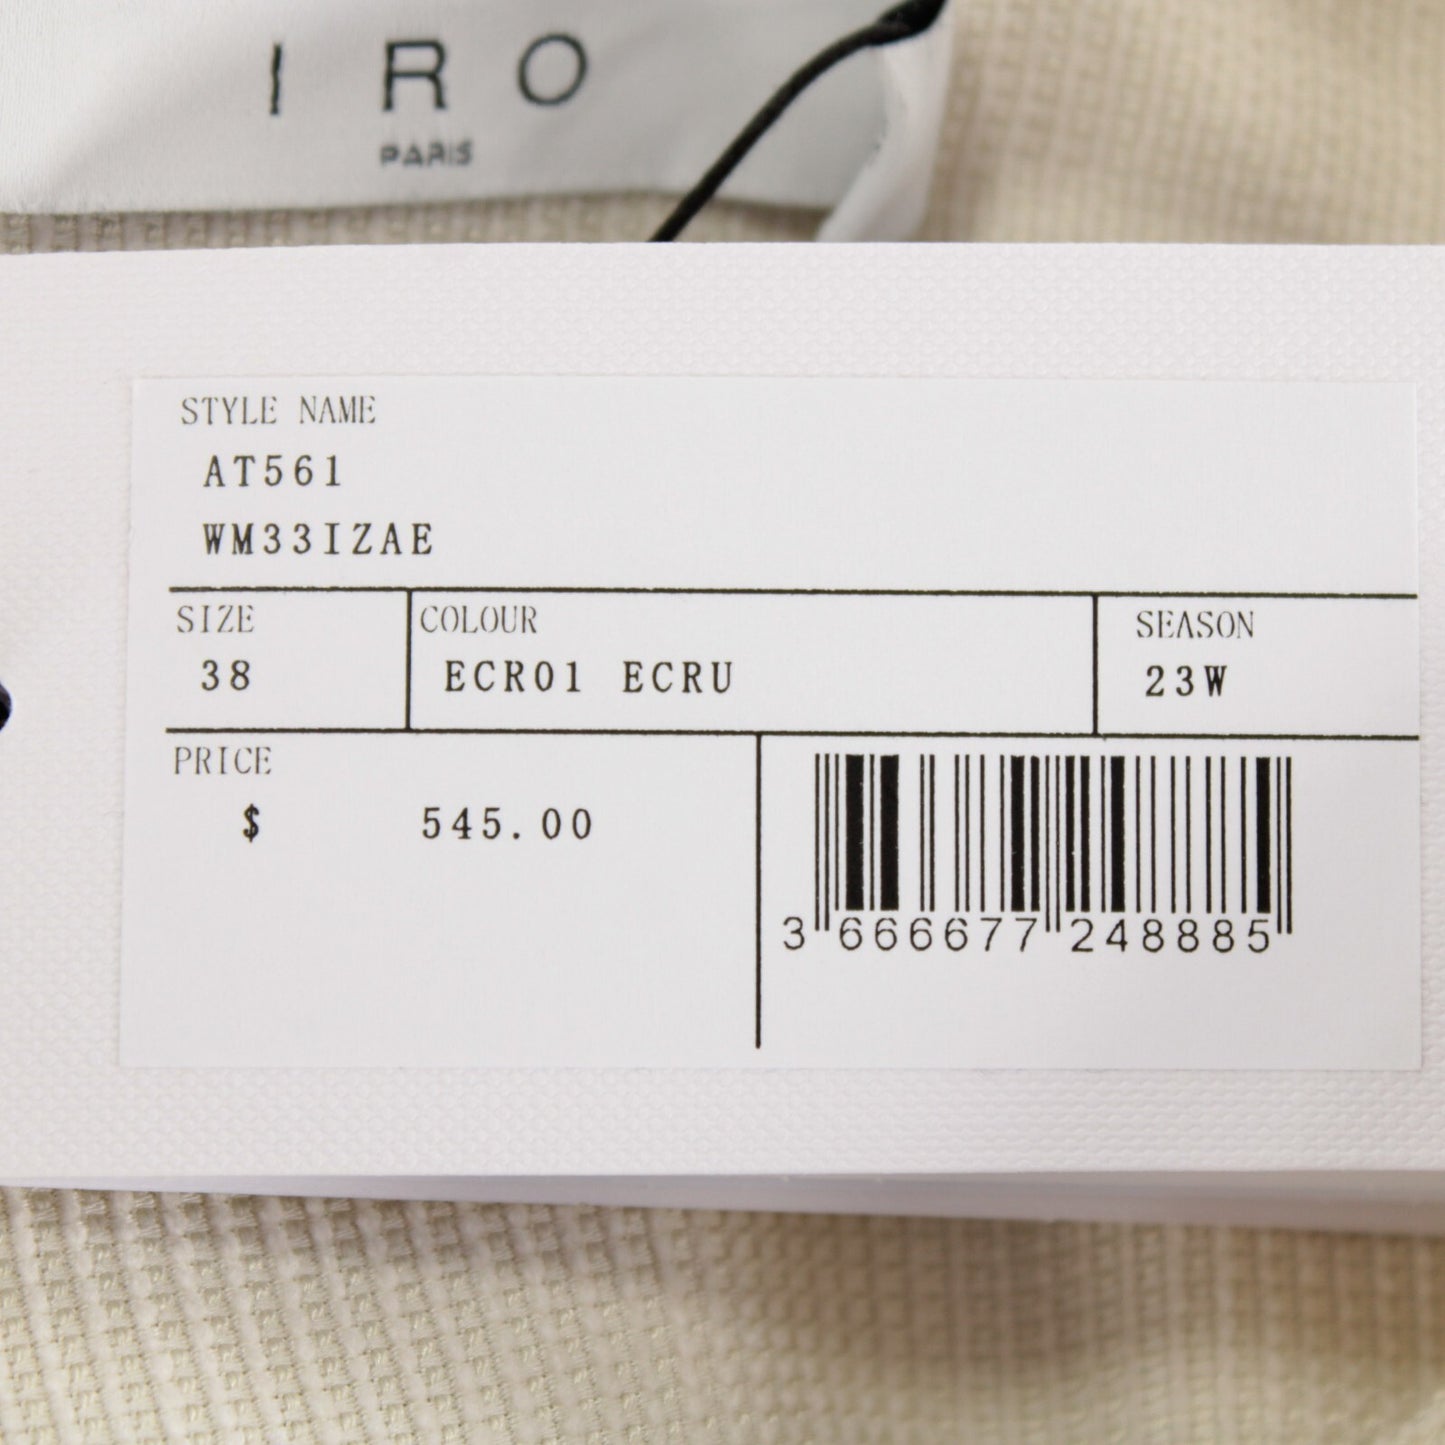 IRO
PARIS
STYLE NAME
AT561
WM33IZAE
SIZE COLOUR SEASON
38 ECR01 ECRU 23W
PRICE
$ 545.00
3 666677 248885